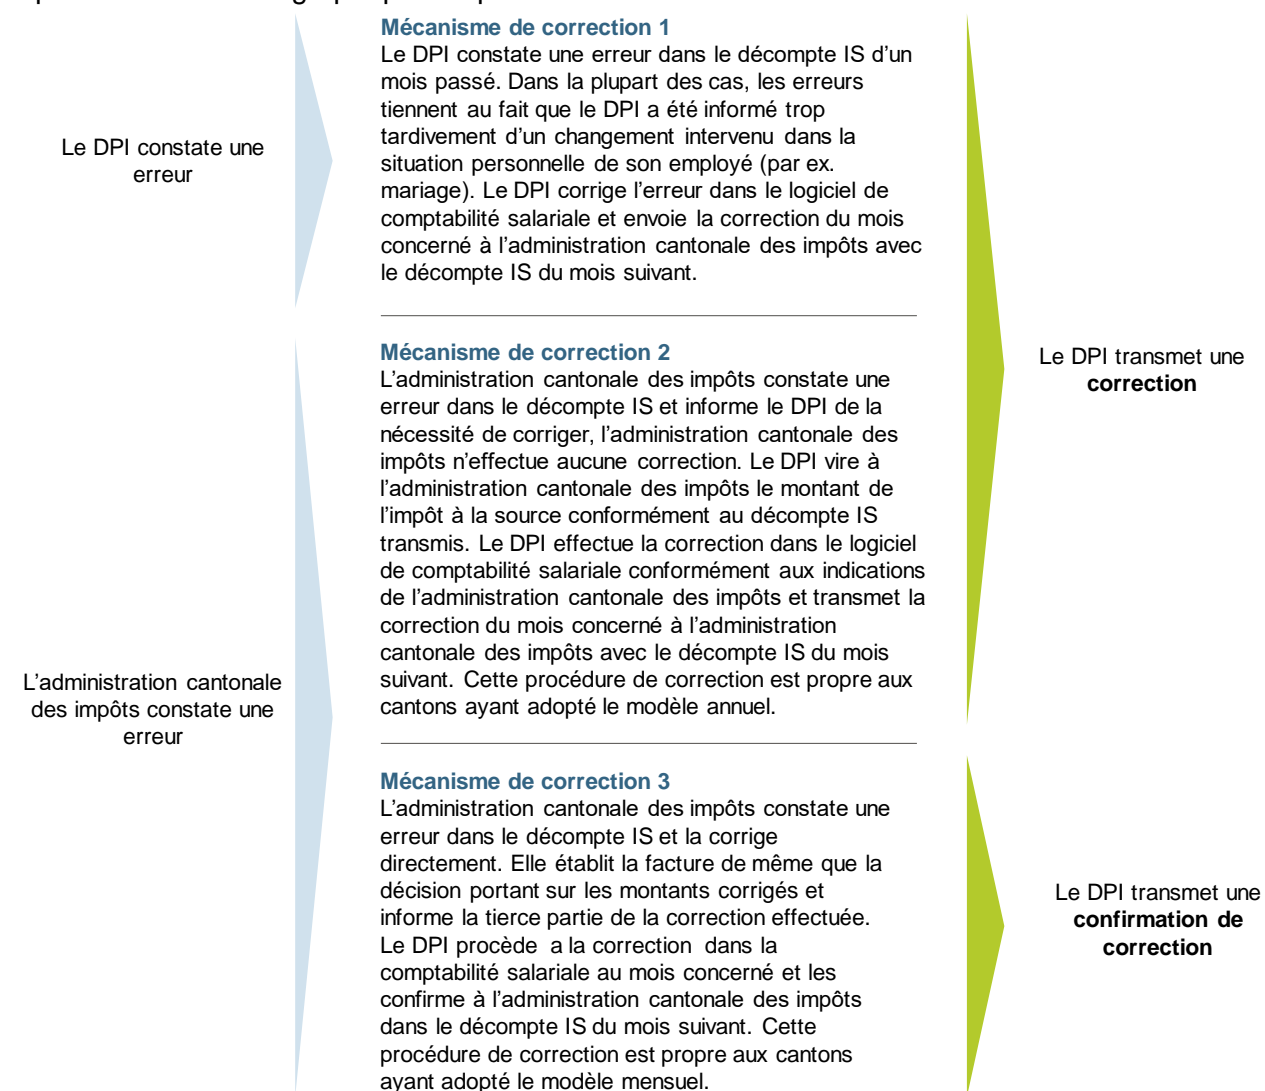 Le DPI constate une
erreur
L'administration cantonale
des impôts constate une
erreur
Mécanisme de correction 1
Le DPI constate une erreur dans le décompte IS d'un
mois passé. Dans la plupart des cas, les erreurs
tiennent au fait que le DPI a été informé trop
tardivement d'un changement intervenu dans la
situation personnelle de son employé (par ex.
mariage). Le DPI corrige l'erreur dans le logiciel de
comptabilité salariale et envoie la correction du mois
concerné à l'administration cantonale des impôts avec
le décompte IS du mois suivant.
Mécanisme de correction 2
L'administration cantonale des impôts constate une
erreur dans le décompte IS et informe le DPI de la
nécessité de corriger, l'administration cantonale des
impôts n'effectue aucune correction. Le DPI vire à
l'administration cantonale des impôts le montant de
l'impôt à la source conformément au décompte IS
transmis. Le DPI effectue la correction dans le logiciel
de comptabilité salariale conformément aux indications
de l'administration cantonale des impôts et transmet la
correction du mois concerné à l'administration
cantonale des impôts avec le décompte IS du mois
suivant. Cette procédure de correction est propre aux
cantons ayant adopté le modèle annuel.
Mécanisme de correction 3
L'administration cantonale des impôts constate une
erreur dans le décompte IS et la corrige
directement. Elle établit la facture de même que la
décision portant sur les montants corrigés et
informe la tierce partie de la correction effectuée.
Le DPI procède a la correction dans la
comptabilité salariale au mois concerné et les
confirme à l'administration cantonale des impôts
dans le décompte IS du mois suivant. Cette
procédure de correction est propre aux cantons
ayant adopté le modèle mensuel.
Le DPI transmet une
correction
Le DPI transmet une
confirmation de
correction